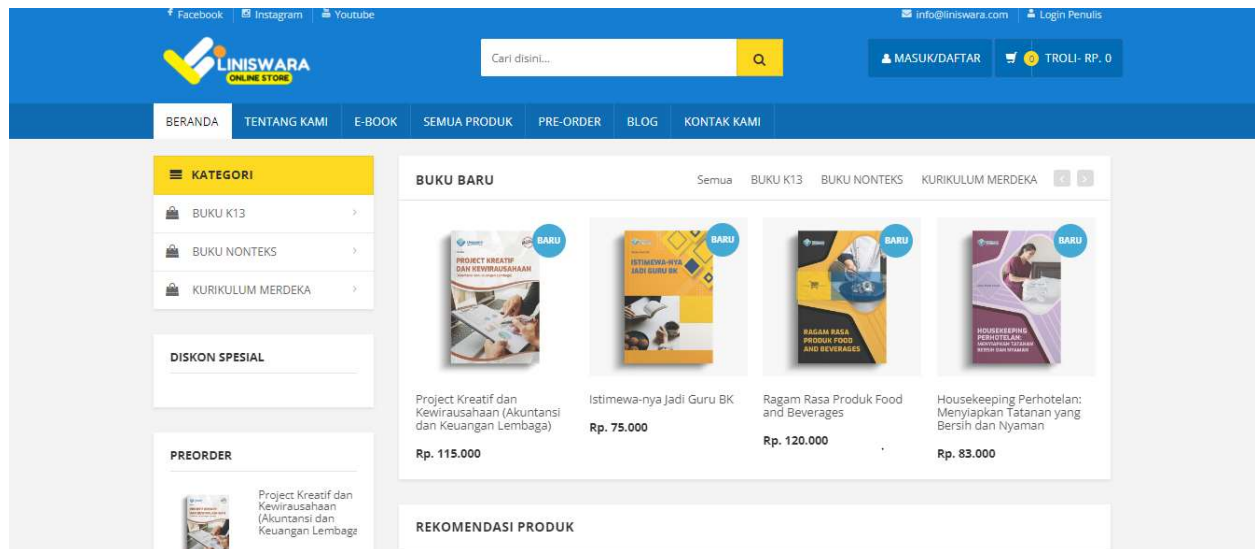 Facebook Instagram Youtube info@liniswara.com Login Penulis
LINISWARA
ONLINE STORE
Cari disini...
MASUK/DAFTAR 0 TROLI- RP. 0
BERANDA TENTANG KAMI E-BOOK SEMUA PRODUK PRE-ORDER BLOG KONTAK KAMI
KATEGORI
BUKU K13
BUKU NONTEKS
KURIKULUM MERDEKA
DISKON SPESIAL
PREORDER
Project Kreatif dan
Kewirausahaan
(Akuntansi dan
Keuangan Lembaga
BUKU BARU Semua BUKU K13 BUKU NONTEKS KURIKULUM MERDEKA
BARU
PROJECT KREATIF
DAN KEWIRAUSAHAAN
Project Kreatif dan
Kewirausahaan (Akuntansi
dan Keuangan Lembaga)
Rp. 115.000
BARU
ISTIMEWA-NYA
JADI GURU BK
Istimewa-nya Jadi Guru BK
Rp. 75.000
BARU
RAGAM RASA
PRODUK FOOD
AND BEVERAGES
Ragam Rasa Produk Food
and Beverages
Rp. 120.000
BARU
HOUSEKEEPING
PERHOTELAN:
MENYIAPKAN TATANAN
BERSIH DAN NYAMAN
Housekeeping Perhotelan:
Menyiapkan Tatanan yang
Bersih dan Nyaman
Rp. 83.000
REKOMENDASI PRODUK